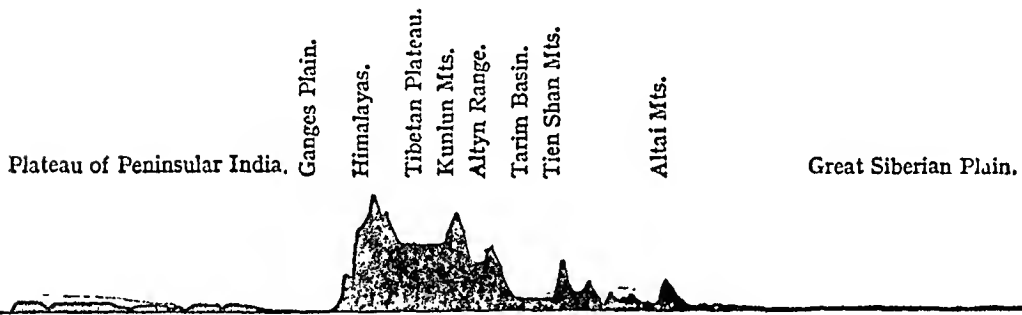 Plateau of Peninsular India.
Ganges Plain.
Himalayas.
Tibetan Plateau.
Kunlun Mts.
Altyn Range.
Tarim Basin.
Tien Shan Mts.
Altai Mts.
Great Siberian Plain.